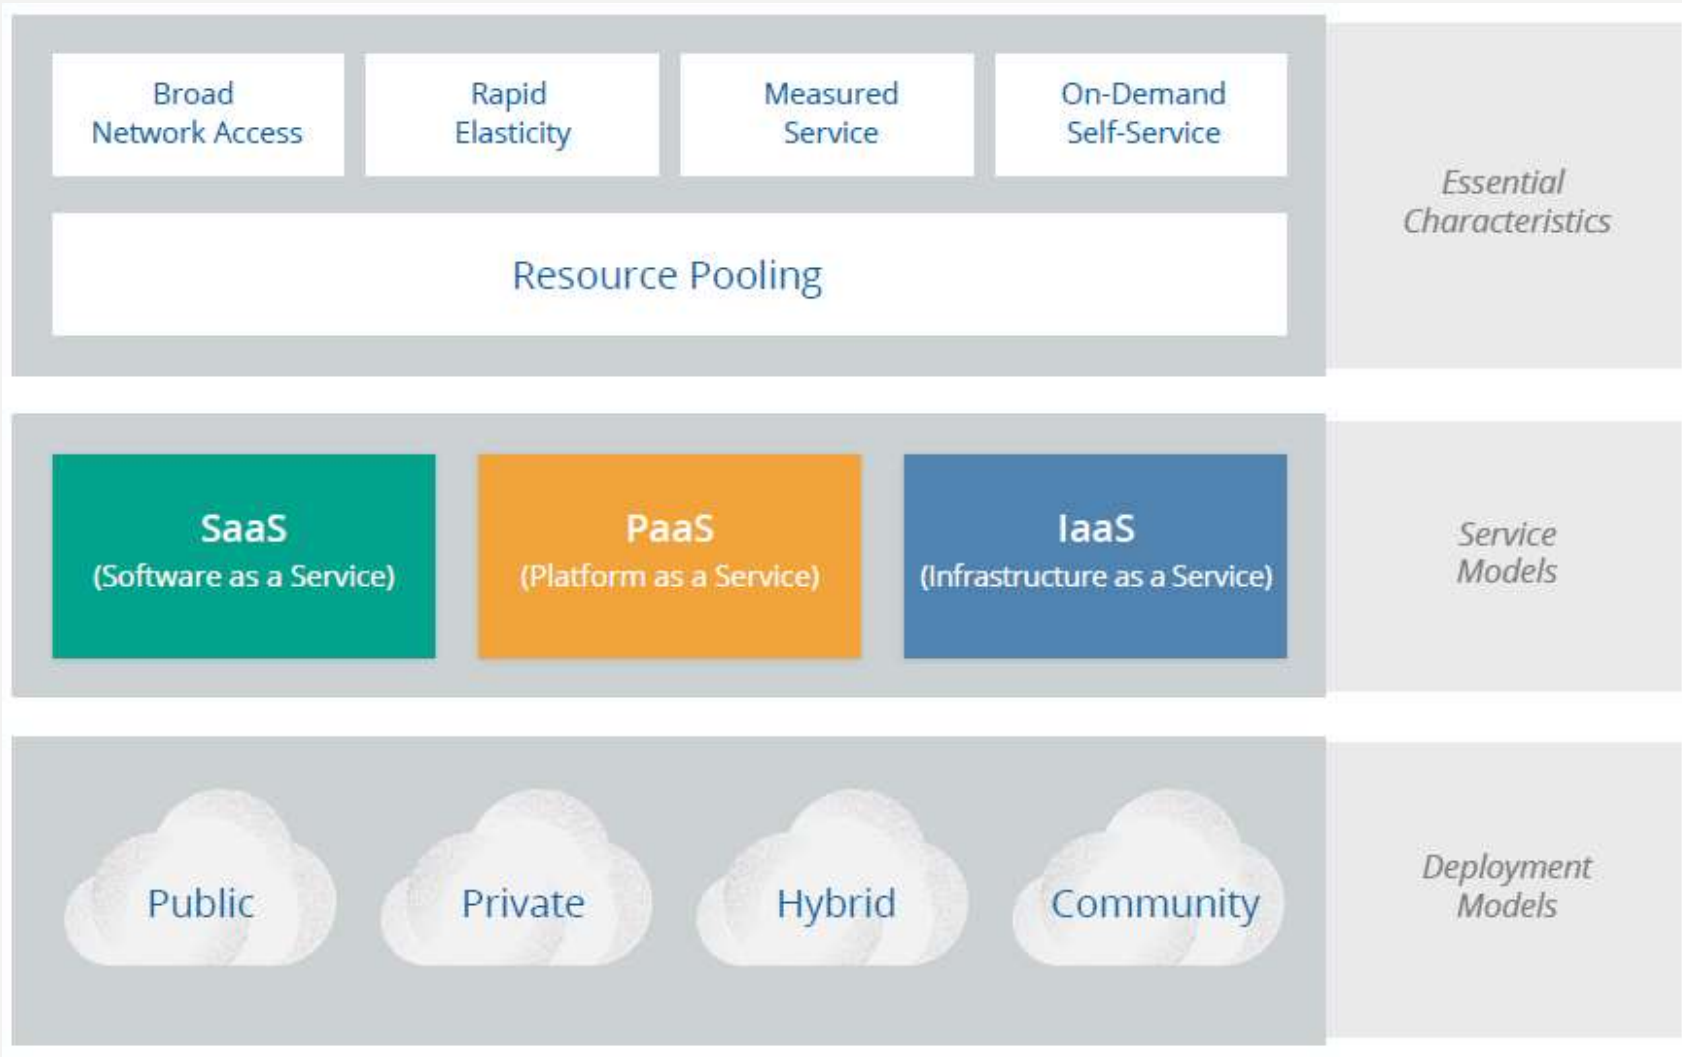 Broad
Network Access
Rapid
Elasticity
Measured
Service
On-Demand
Self-Service
Resource Pooling
Essential
Characteristics
SaaS
(Software as a Service)
PaaS
(Platform as a Service)
IaaS
(Infrastructure as a Service)
Service
Models
Public
Private
Hybrid
Community
Deployment
Models